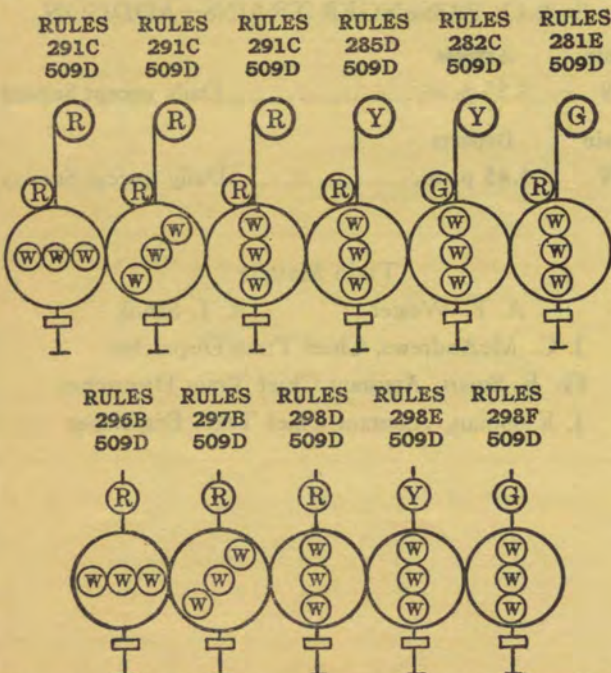 RULES RULES RULES RULES RULES RULES
291C 291C 291C 285D 282C 281E
509D 509D 509D 509D 509D 509D
R R R Y Y G
R R R R G R
W W W W W
W W W W W W W W
W W W W W
RULES RULES RULES RULES RULES
296B 297B 298D 298E 298F
509D 509D 509D 509D 509D
R R R Y G
W W W W
W W W W W W W
W W W W